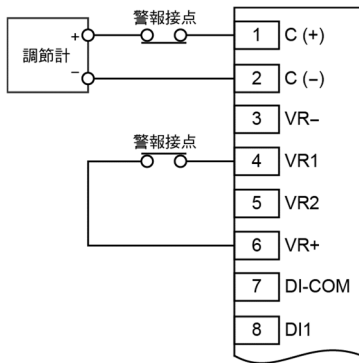 警報接点
調節計
+
−
1 C (+)
2 C (−)
3 VR−
警報接点
4 VR1
5 VR2
6 VR+
7 DI-COM
8 DI1